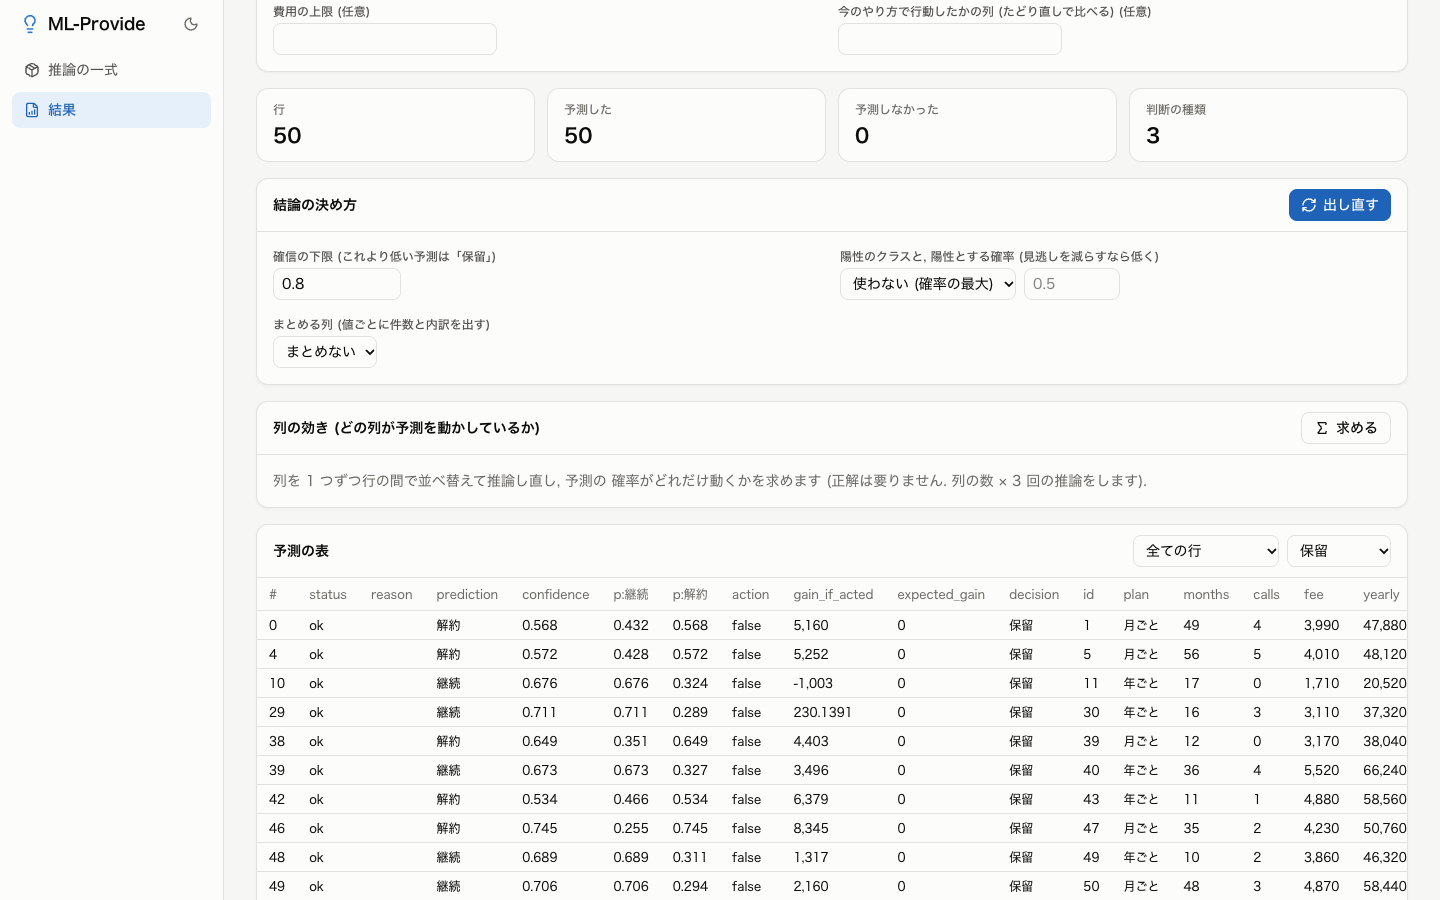 ML-Provide
推論の一式
結果
費用の上限 (任意)
今のやり方で行動したかの列 (たどり直しで比べる) (任意)
行
50
予測した
50
予測しなかった
0
判断の種類
3
結論の決め方
出し直す
確信の下限 (これより低い予測は「保留」)
0.8
陽性のクラスと, 陽性とする確率 (見逃しを減らすなら低く)
使わない (確率の最大) 0.5
まとめる列 (値ごとに件数と内訳を出す)
まとめない
列の効き (どの列が予測を動かしているか)
Σ 求める
列を 1 つずつ行の間で並べ替えて推論し直し, 予測の 確率がどれだけ動くかを求めます (正解は要りません. 列の数 × 3 回の推論をします).
予測の表
全ての行 保留
# status reason prediction confidence p:継続 p:解約 action gain_if_acted expected_gain decision id plan months calls fee yearly
0 ok 解約 0.568 0.432 0.568 false 5,160 0 保留 1 月ごと 49 4 3,990 47,880
4 ok 解約 0.572 0.428 0.572 false 5,252 0 保留 5 月ごと 56 5 4,010 48,120
10 ok 継続 0.676 0.676 0.324 false -1,003 0 保留 11 年ごと 17 0 1,710 20,520
29 ok 継続 0.711 0.711 0.289 false 230.1391 0 保留 30 年ごと 16 3 3,110 37,320
38 ok 解約 0.649 0.351 0.649 false 4,403 0 保留 39 月ごと 12 0 3,170 38,040
39 ok 継続 0.673 0.673 0.327 false 3,496 0 保留 40 年ごと 36 4 5,520 66,240
42 ok 解約 0.534 0.466 0.534 false 6,379 0 保留 43 年ごと 11 1 4,880 58,560
46 ok 解約 0.745 0.255 0.745 false 8,345 0 保留 47 月ごと 35 2 4,230 50,760
48 ok 継続 0.689 0.689 0.311 false 1,317 0 保留 49 年ごと 10 2 3,860 46,320
49 ok 継続 0.706 0.706 0.294 false 2,160 0 保留 50 月ごと 48 3 4,870 58,440